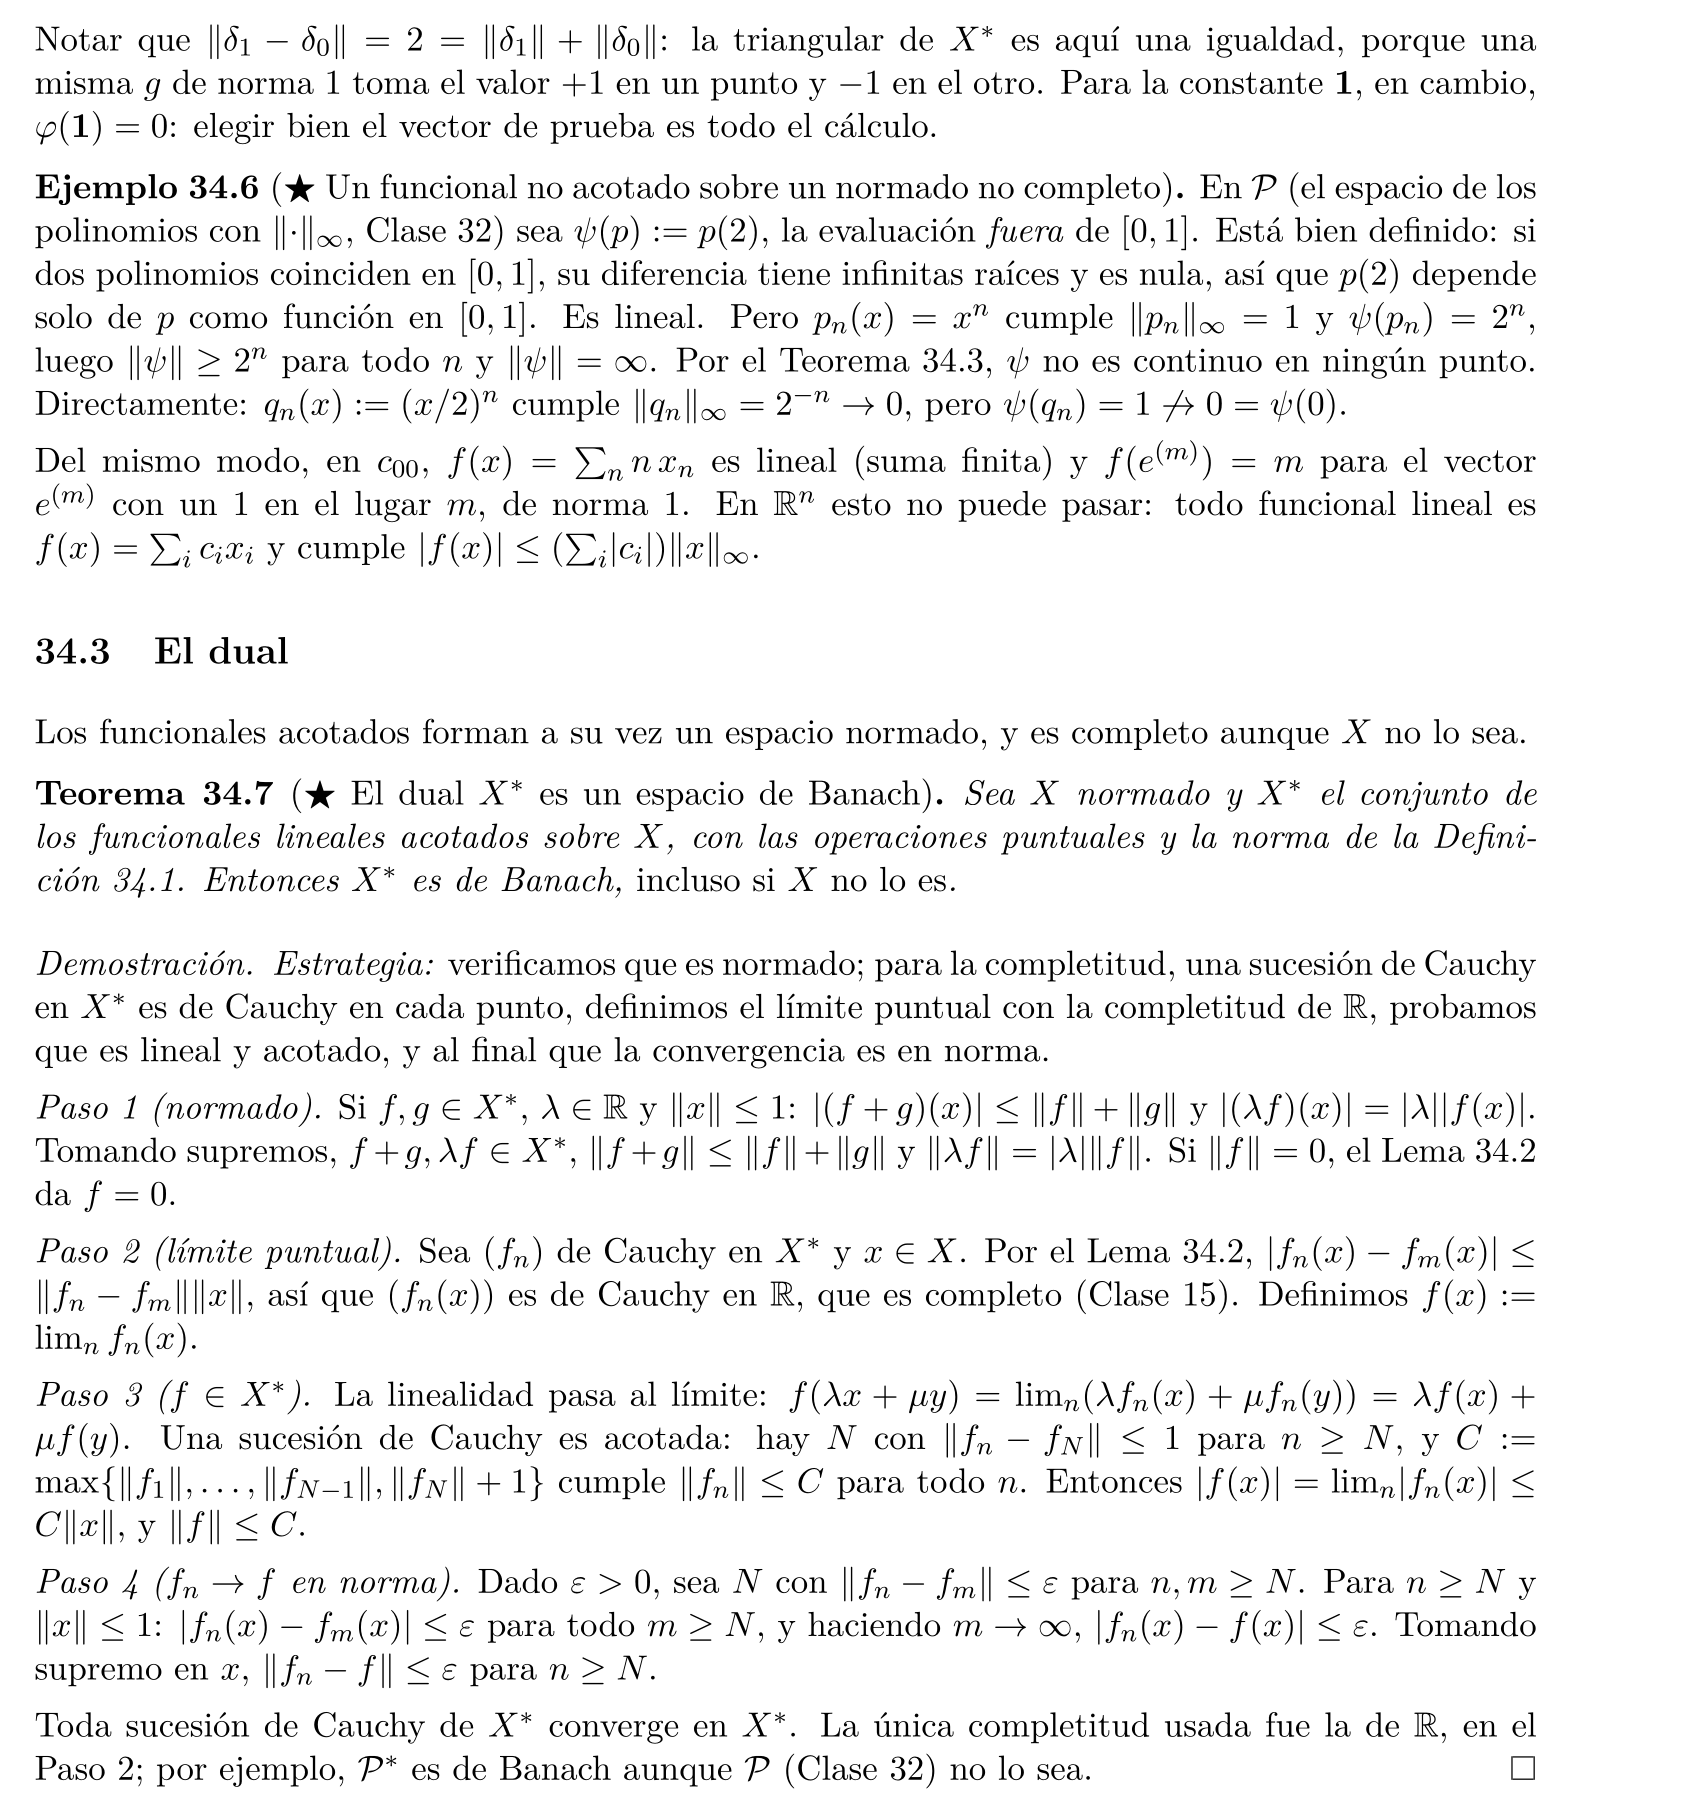 Notar que ‖δ₁ − δ₀‖ = 2 = ‖δ₁‖ + ‖δ₀‖: la triangular de X* es aquí una igualdad, porque una
misma g de norma 1 toma el valor +1 en un punto y −1 en el otro. Para la constante 𝟏, en cambio,
φ(𝟏) = 0: elegir bien el vector de prueba es todo el cálculo.
Ejemplo 34.6 (★ Un funcional no acotado sobre un normado no completo). En 𝒫 (el espacio de los
polinomios con ‖·‖∞, Clase 32) sea ψ(p) := p(2), la evaluación fuera de [0, 1]. Está bien definido: si
dos polinomios coinciden en [0, 1], su diferencia tiene infinitas raíces y es nula, así que p(2) depende
solo de p como función en [0, 1]. Es lineal. Pero pₙ(x) = xⁿ cumple ‖pₙ‖∞ = 1 y ψ(pₙ) = 2ⁿ,
luego ‖ψ‖ ≥ 2ⁿ para todo n y ‖ψ‖ = ∞. Por el Teorema 34.3, ψ no es continuo en ningún punto.
Directamente: qₙ(x) := (x/2)ⁿ cumple ‖qₙ‖∞ = 2⁻ⁿ → 0, pero ψ(qₙ) = 1 ↛ 0 = ψ(0).
Del mismo modo, en c₀₀, f(x) = ∑ₙ n xₙ es lineal (suma finita) y f(e⁽ᵐ⁾) = m para el vector
e⁽ᵐ⁾ con un 1 en el lugar m, de norma 1. En ℝⁿ esto no puede pasar: todo funcional lineal es
f(x) = ∑ᵢ cᵢxᵢ y cumple |f(x)| ≤ (∑ᵢ|cᵢ|)‖x‖∞.
34.3 El dual
Los funcionales acotados forman a su vez un espacio normado, y es completo aunque X no lo sea.
Teorema 34.7 (★ El dual X* es un espacio de Banach). Sea X normado y X* el conjunto de
los funcionales lineales acotados sobre X, con las operaciones puntuales y la norma de la Defini-
ción 34.1. Entonces X* es de Banach, incluso si X no lo es.
Demostración. Estrategia: verificamos que es normado; para la completitud, una sucesión de Cauchy
en X* es de Cauchy en cada punto, definimos el límite puntual con la completitud de ℝ, probamos
que es lineal y acotado, y al final que la convergencia es en norma.
Paso 1 (normado). Si f, g ∈ X*, λ ∈ ℝ y ‖x‖ ≤ 1: |(f + g)(x)| ≤ ‖f‖ + ‖g‖ y |(λf)(x)| = |λ||f(x)|.
Tomando supremos, f + g, λf ∈ X*, ‖f + g‖ ≤ ‖f‖ + ‖g‖ y ‖λf‖ = |λ|‖f‖. Si ‖f‖ = 0, el Lema 34.2
da f = 0.
Paso 2 (límite puntual). Sea (fₙ) de Cauchy en X* y x ∈ X. Por el Lema 34.2, |fₙ(x) − fₘ(x)| ≤
‖fₙ − fₘ‖‖x‖, así que (fₙ(x)) es de Cauchy en ℝ, que es completo (Clase 15). Definimos f(x) :=
limₙ fₙ(x).
Paso 3 (f ∈ X*). La linealidad pasa al límite: f(λx + μy) = limₙ(λfₙ(x) + μfₙ(y)) = λf(x) +
μf(y). Una sucesión de Cauchy es acotada: hay N con ‖fₙ − f_N‖ ≤ 1 para n ≥ N, y C :=
max{‖f₁‖, . . . , ‖f_{N−1}‖, ‖f_N‖ + 1} cumple ‖fₙ‖ ≤ C para todo n. Entonces |f(x)| = limₙ|fₙ(x)| ≤
C‖x‖, y ‖f‖ ≤ C.
Paso 4 (fₙ → f en norma). Dado ε > 0, sea N con ‖fₙ − fₘ‖ ≤ ε para n, m ≥ N. Para n ≥ N y
‖x‖ ≤ 1: |fₙ(x) − fₘ(x)| ≤ ε para todo m ≥ N, y haciendo m → ∞, |fₙ(x) − f(x)| ≤ ε. Tomando
supremo en x, ‖fₙ − f‖ ≤ ε para n ≥ N.
Toda sucesión de Cauchy de X* converge en X*. La única completitud usada fue la de ℝ, en el
Paso 2; por ejemplo, 𝒫* es de Banach aunque 𝒫 (Clase 32) no lo sea. □